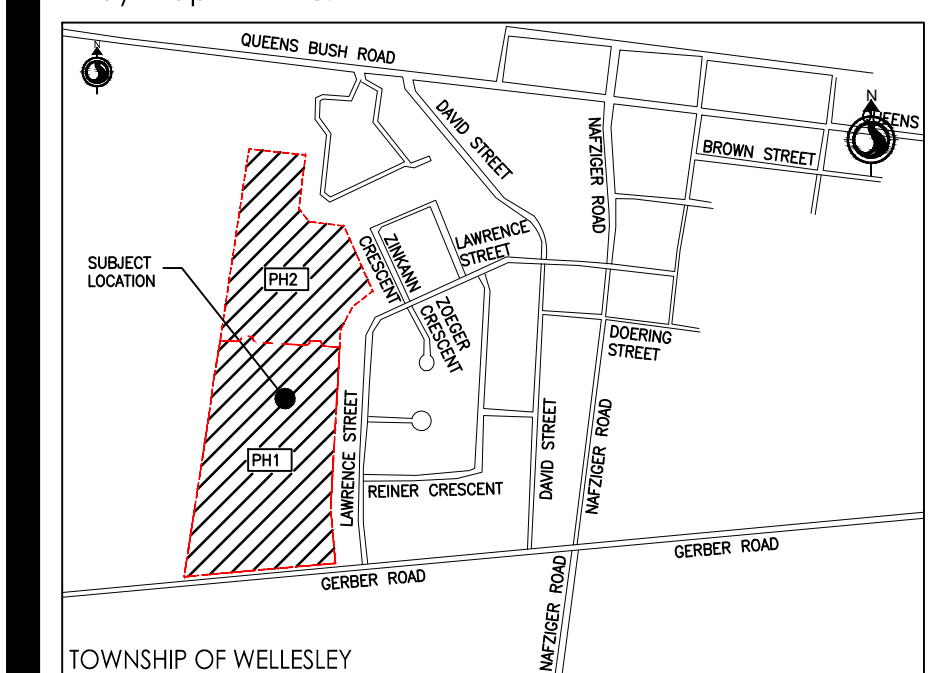 QUEENS BUSH ROAD
N
N
QUEENS
DAVID STREET
NAFZIGER ROAD
BROWN STREET
LAWRENCE
STREET
ZINKANN
CRESCENT
SUBJECT
LOCATION
PH2
ZOEGER
CRESCENT
DOERING
STREET
LAWRENCE STREET
DAVID STREET
NAFZIGER ROAD
PH1
REINER CRESCENT
GERBER ROAD
GERBER ROAD
NAFZIGER ROAD
TOWNSHIP OF WELLESLEY